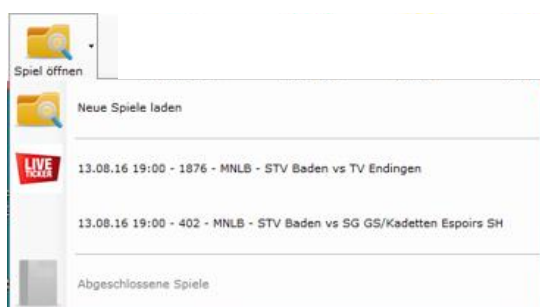 Spiel öffnen
Neue Spiele laden
LIVE
TICKER
13.08.16 19:00 - 1876 - MNLB - STV Baden vs TV Endingen
13.08.16 19:00 - 402 - MNLB - STV Baden vs SG GS/Kadetten Espoirs SH
Abgeschlossene Spiele